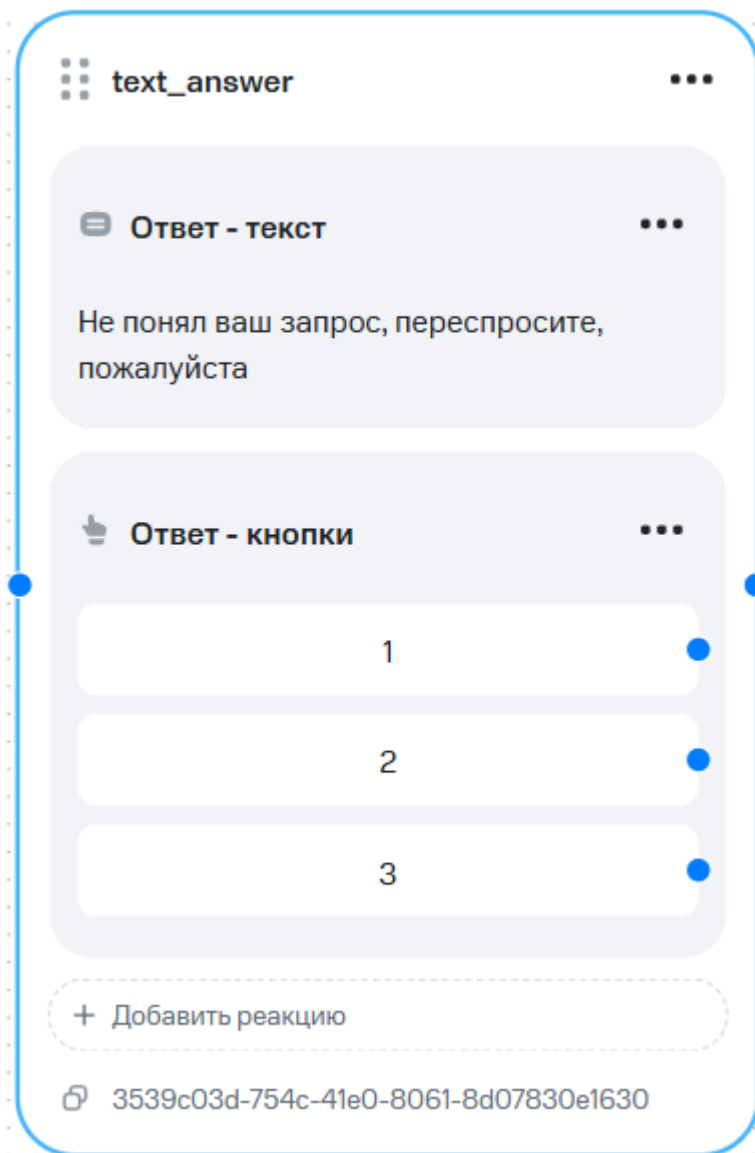 text_answer
Ответ - текст
Не понял ваш запрос, переспросите,
пожалуйста
Ответ - кнопки
1
2
3
+ Добавить реакцию
3539c03d-754c-41e0-8061-8d07830e1630